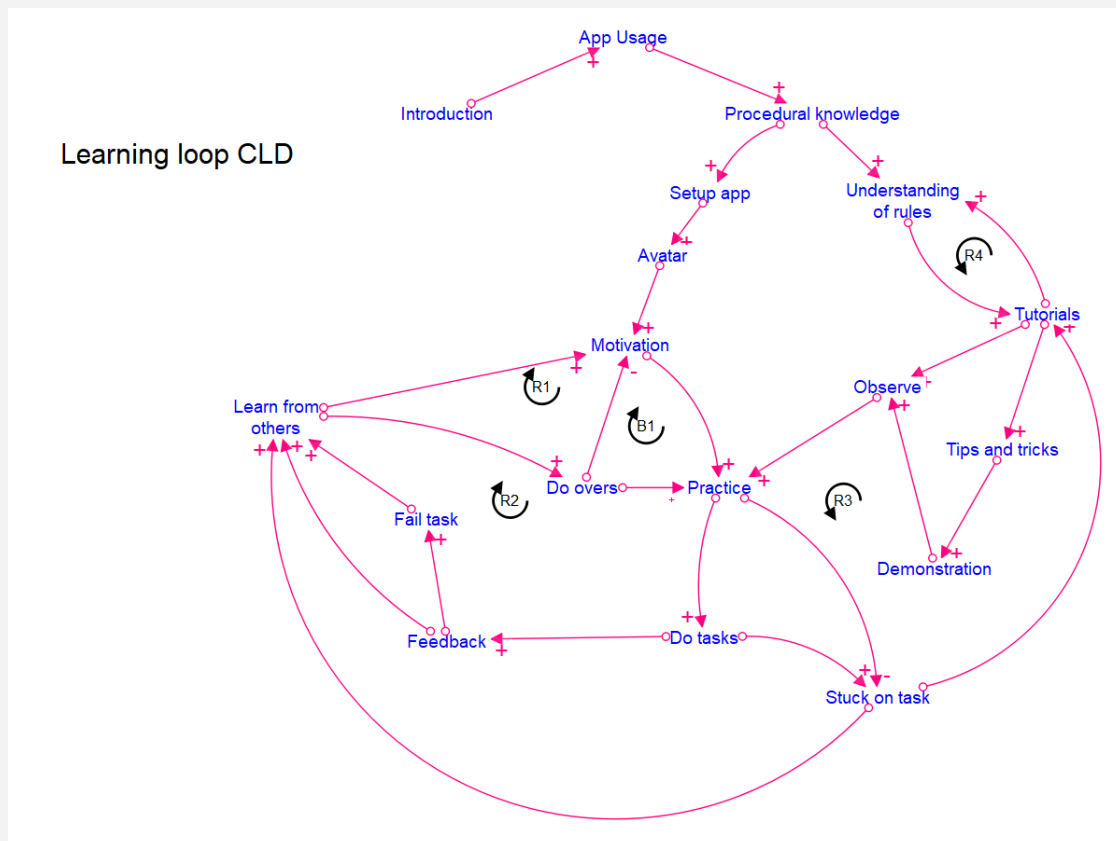 App Usage
+
+
Introduction
Procedural knowledge
Learning loop CLD
+
+
Setup app
Understanding
of rules
+
+
Avatar
R4
+
Tutorials
+
+
+
Motivation
-
+
R1
Observe
-
+
Learn from
others
B1
+
+
+
+
+
Tips and tricks
+
+
Do overs
Practice
+
+
R2
R3
Fail task
+
+
Demonstration
+
Do tasks
Feedback
+
+
-
Stuck on task